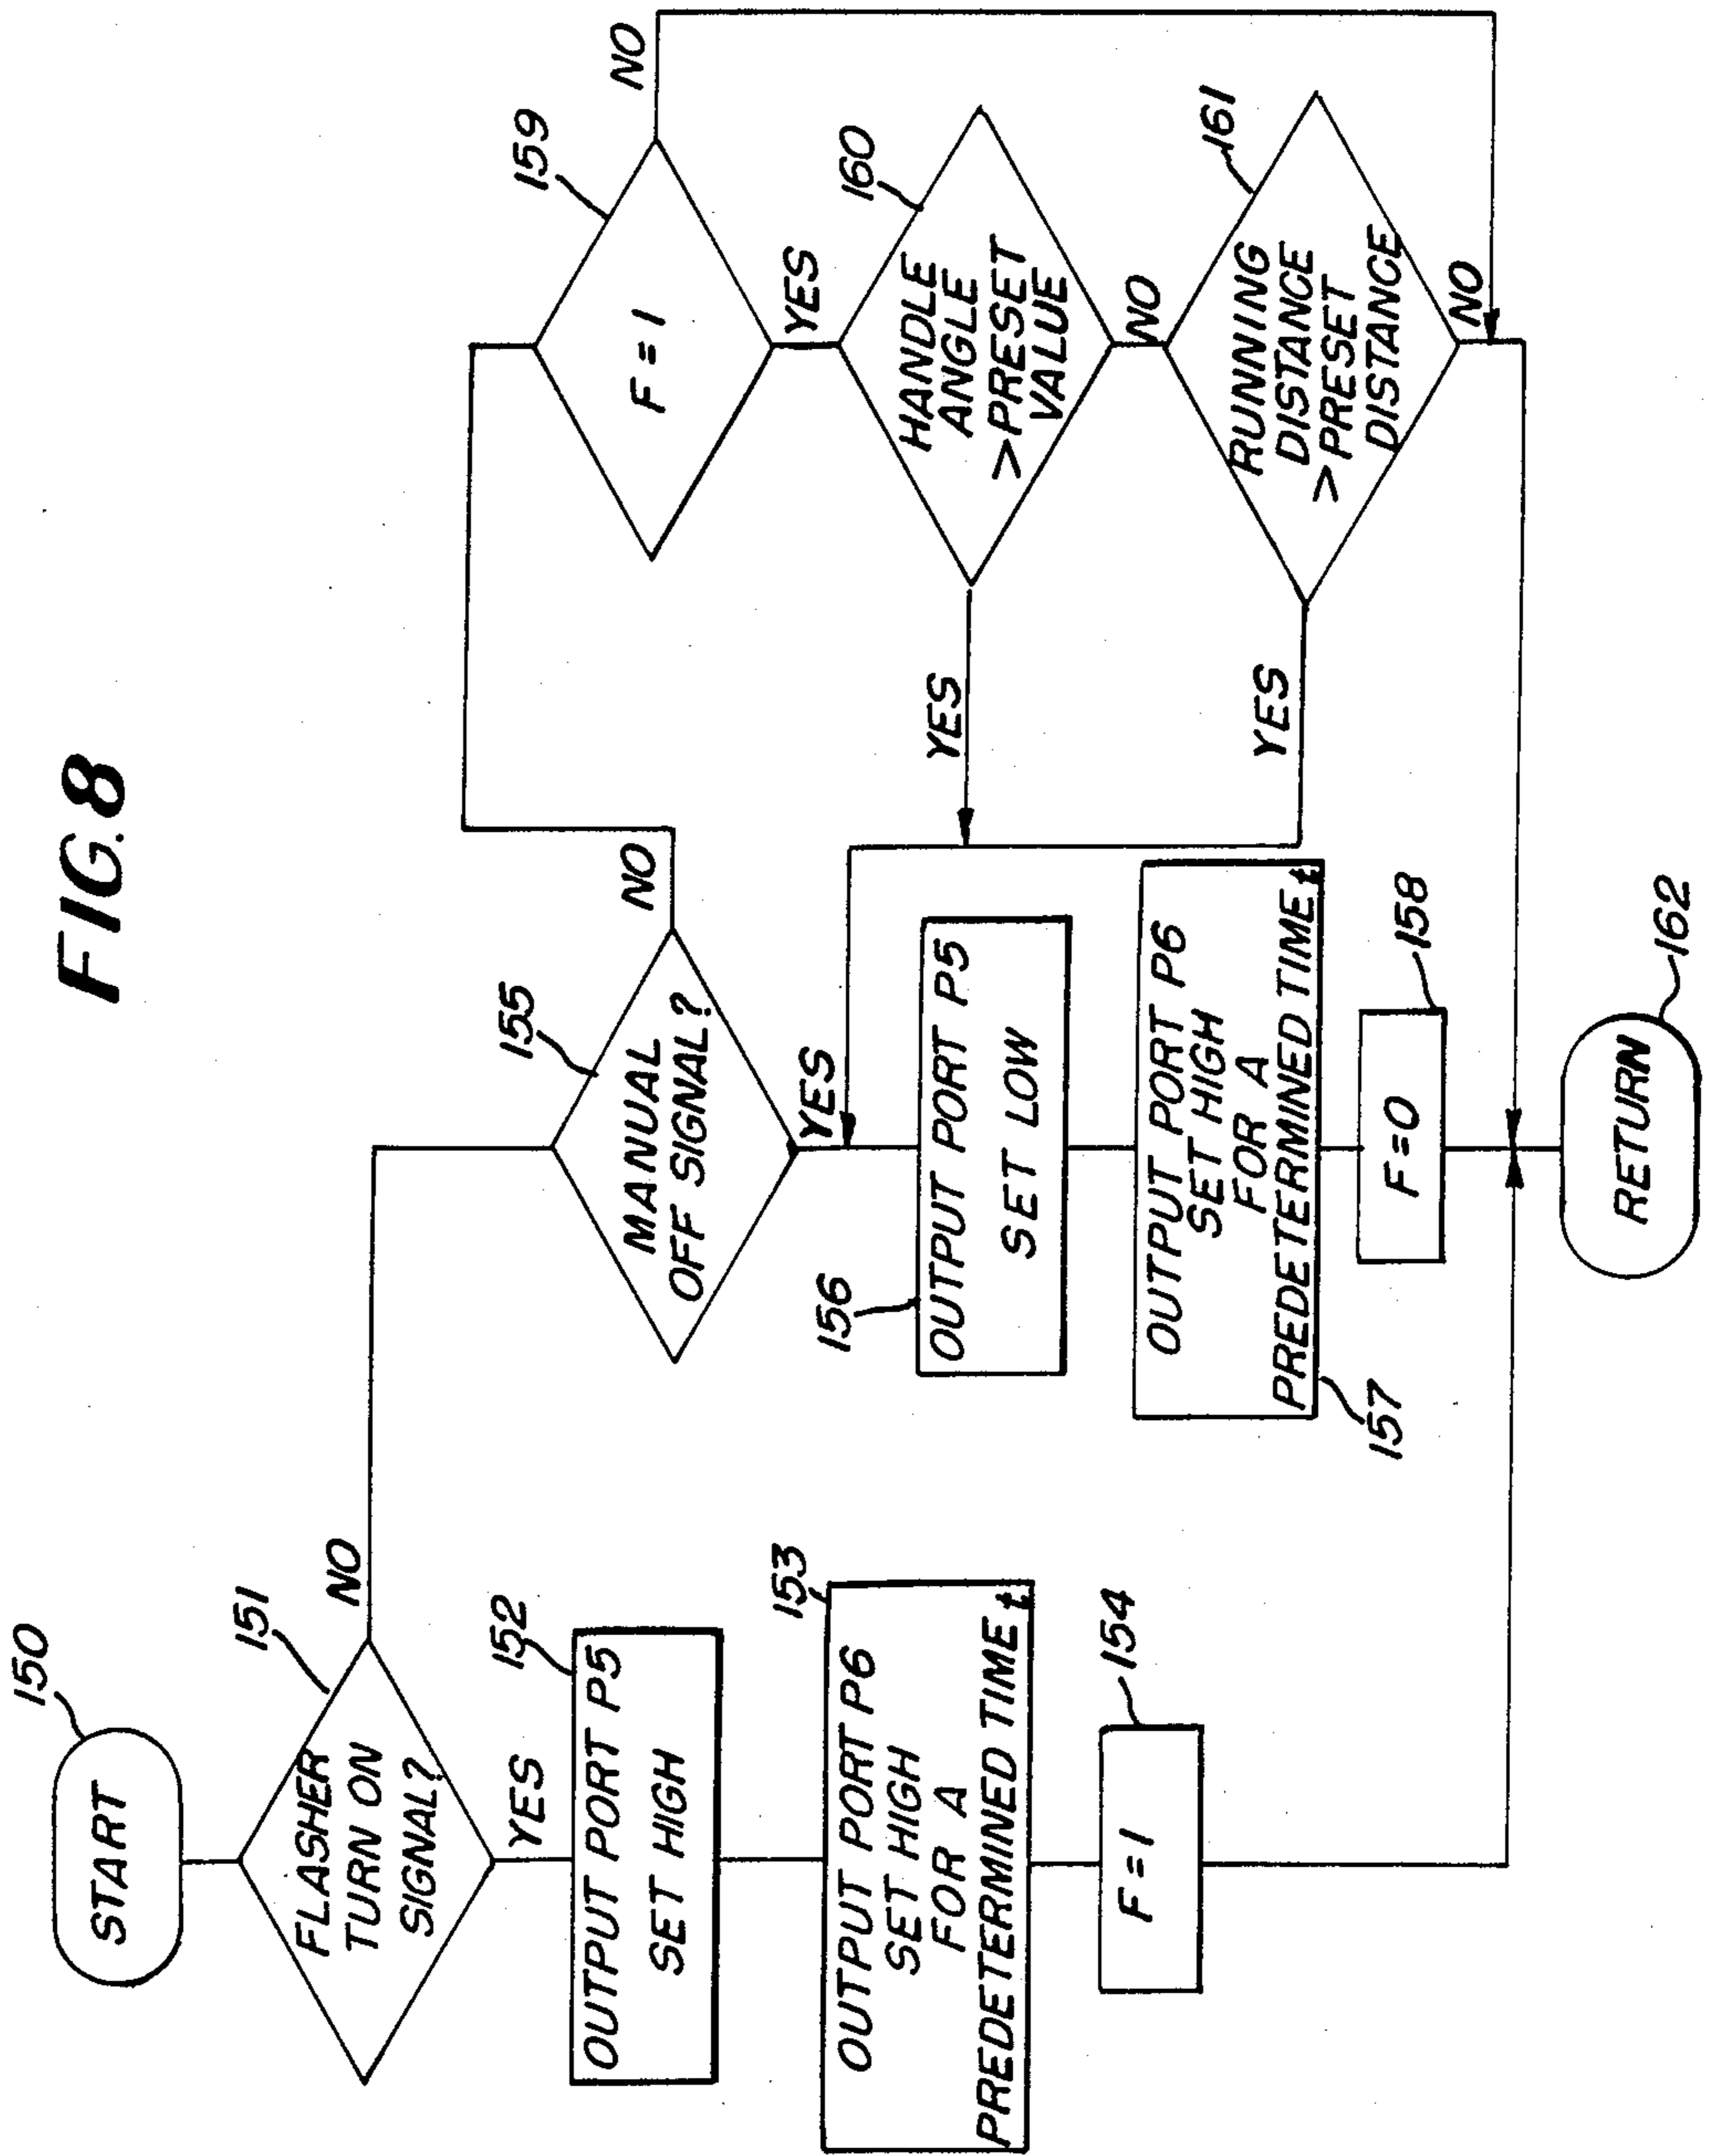 FIG. 8
150
START
151
FLASHER
TURN ON
SIGNAL?
NO
YES
152
OUTPUT PORT P5
SET HIGH
153
OUTPUT PORT P6
SET HIGH
FOR A
PREDETERMINED TIME t
154
F = 1
155
MANUAL
OFF SIGNAL?
NO
YES
156
OUTPUT PORT P5
SET LOW
157
OUTPUT PORT P6
SET HIGH
FOR A
PREDETERMINED TIME t
158
F = 0
159
F = 1
NO
YES
160
HANDLE
ANGLE
>PRESET
VALUE
YES
NO
161
RUNNING
DISTANCE
>PRESET
DISTANCE
YES
NO
162
RETURN